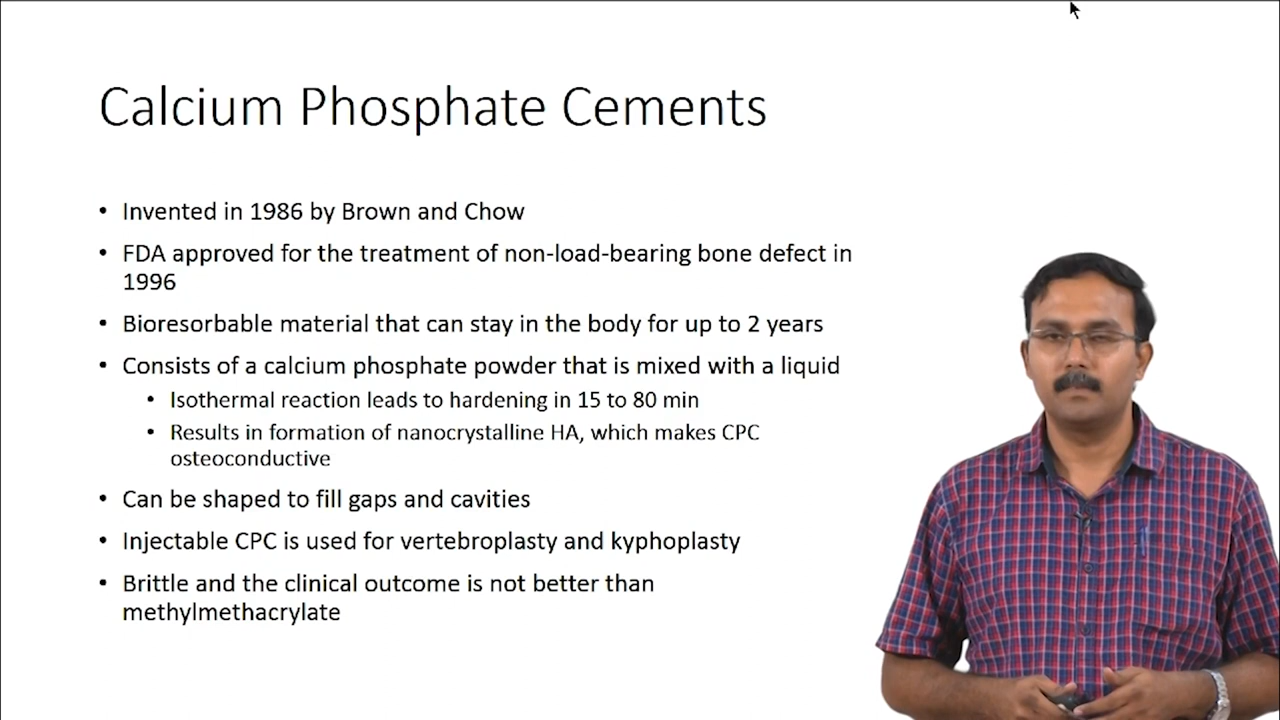 Calcium Phosphate Cements
• Invented in 1986 by Brown and Chow
• FDA approved for the treatment of non-load-bearing bone defect in
1996
• Bioresorbable material that can stay in the body for up to 2 years
• Consists of a calcium phosphate powder that is mixed with a liquid
• Isothermal reaction leads to hardening in 15 to 80 min
• Results in formation of nanocrystalline HA, which makes CPC
osteoconductive
• Can be shaped to fill gaps and cavities
• Injectable CPC is used for vertebroplasty and kyphoplasty
• Brittle and the clinical outcome is not better than
methylmethacrylate